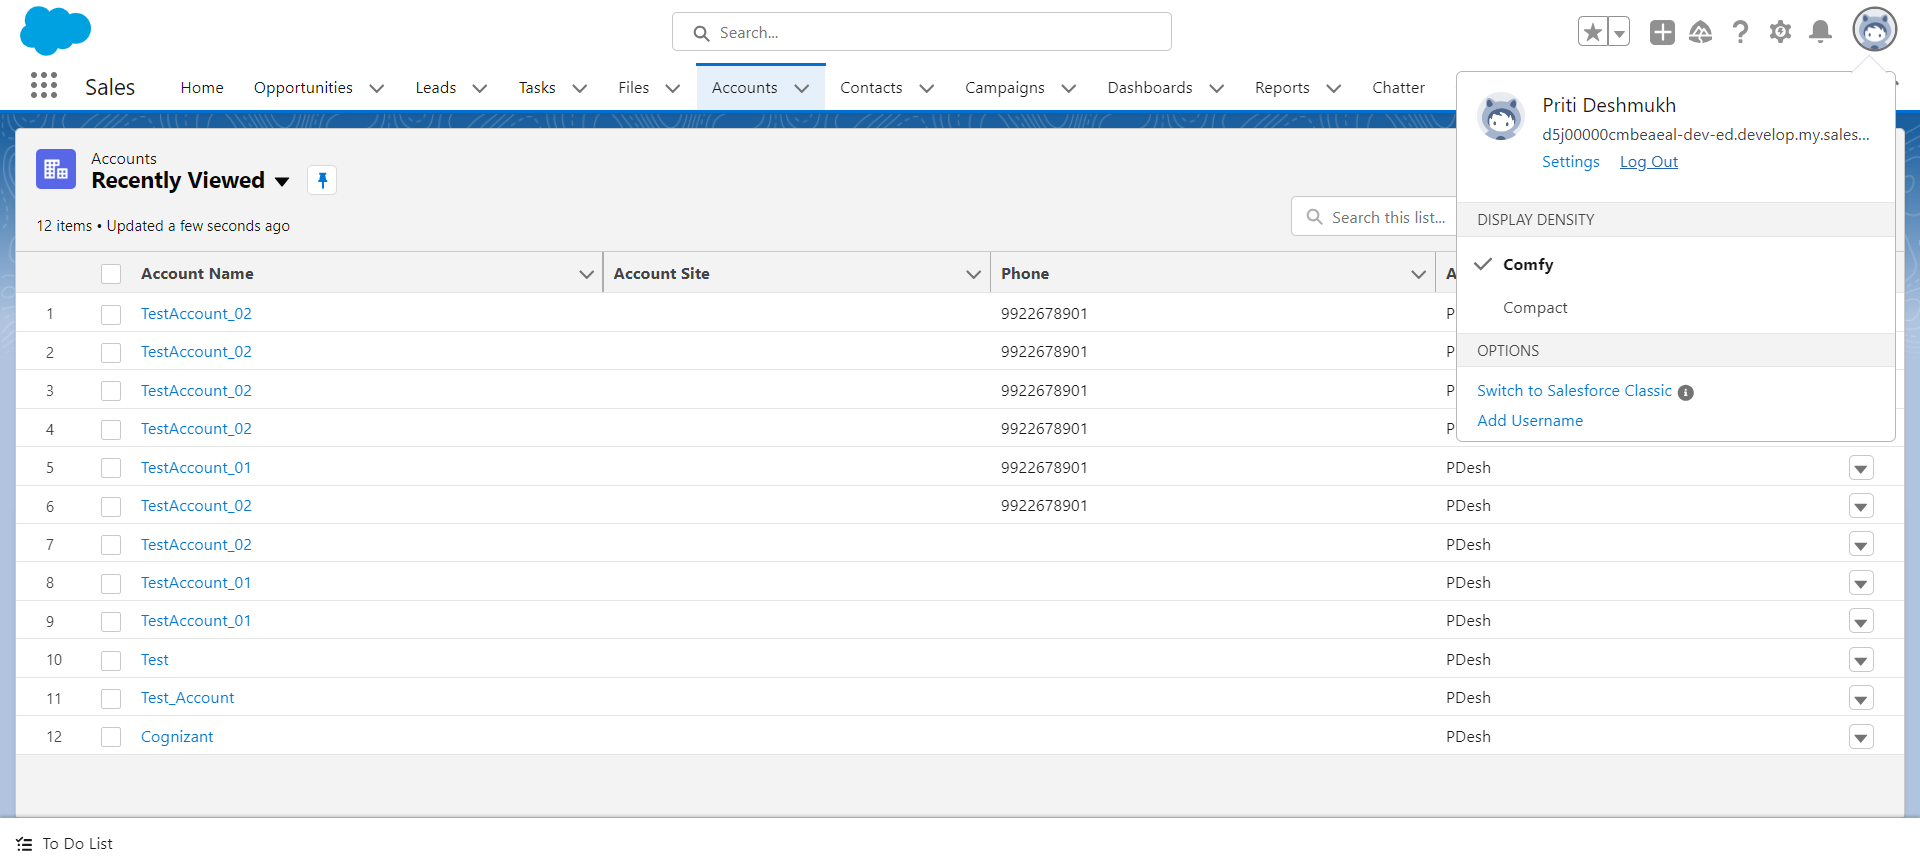 Search...
Sales
Home
Opportunities
Leads
Tasks
Files
Accounts
Contacts
Campaigns
Dashboards
Reports
Chatter
Priti Deshmukh
d5j00000cmbeaeal-dev-ed.develop.my.sales...
Settings Log Out
DISPLAY DENSITY
Comfy
Compact
OPTIONS
Switch to Salesforce Classic
Add Username
Accounts
Recently Viewed
12 items • Updated a few seconds ago
Search this list...
Account Name Account Site Phone A
1 TestAccount_02 9922678901 P
2 TestAccount_02 9922678901 P
3 TestAccount_02 9922678901 P
4 TestAccount_02 9922678901 P
5 TestAccount_01 9922678901 PDesh
6 TestAccount_02 9922678901 PDesh
7 TestAccount_02 PDesh
8 TestAccount_01 PDesh
9 TestAccount_01 PDesh
10 Test PDesh
11 Test_Account PDesh
12 Cognizant PDesh
To Do List